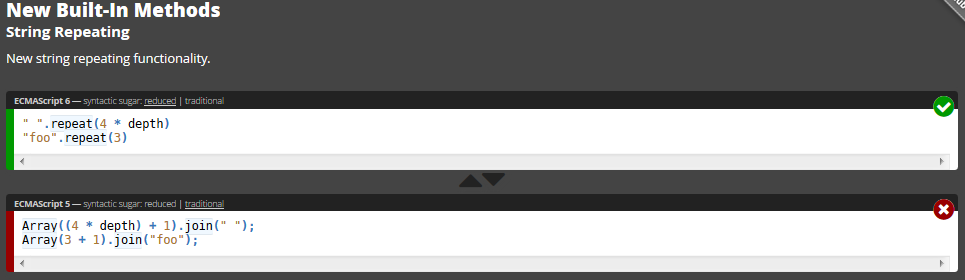 New Built-In Methods
String Repeating
New string repeating functionality.
ECMAScript 6 — syntactic sugar: reduced | traditional
" ".repeat(4 * depth)
"foo".repeat(3)
ECMAScript 5 — syntactic sugar: reduced | traditional
Array((4 * depth) + 1).join(" ");
Array(3 + 1).join("foo");